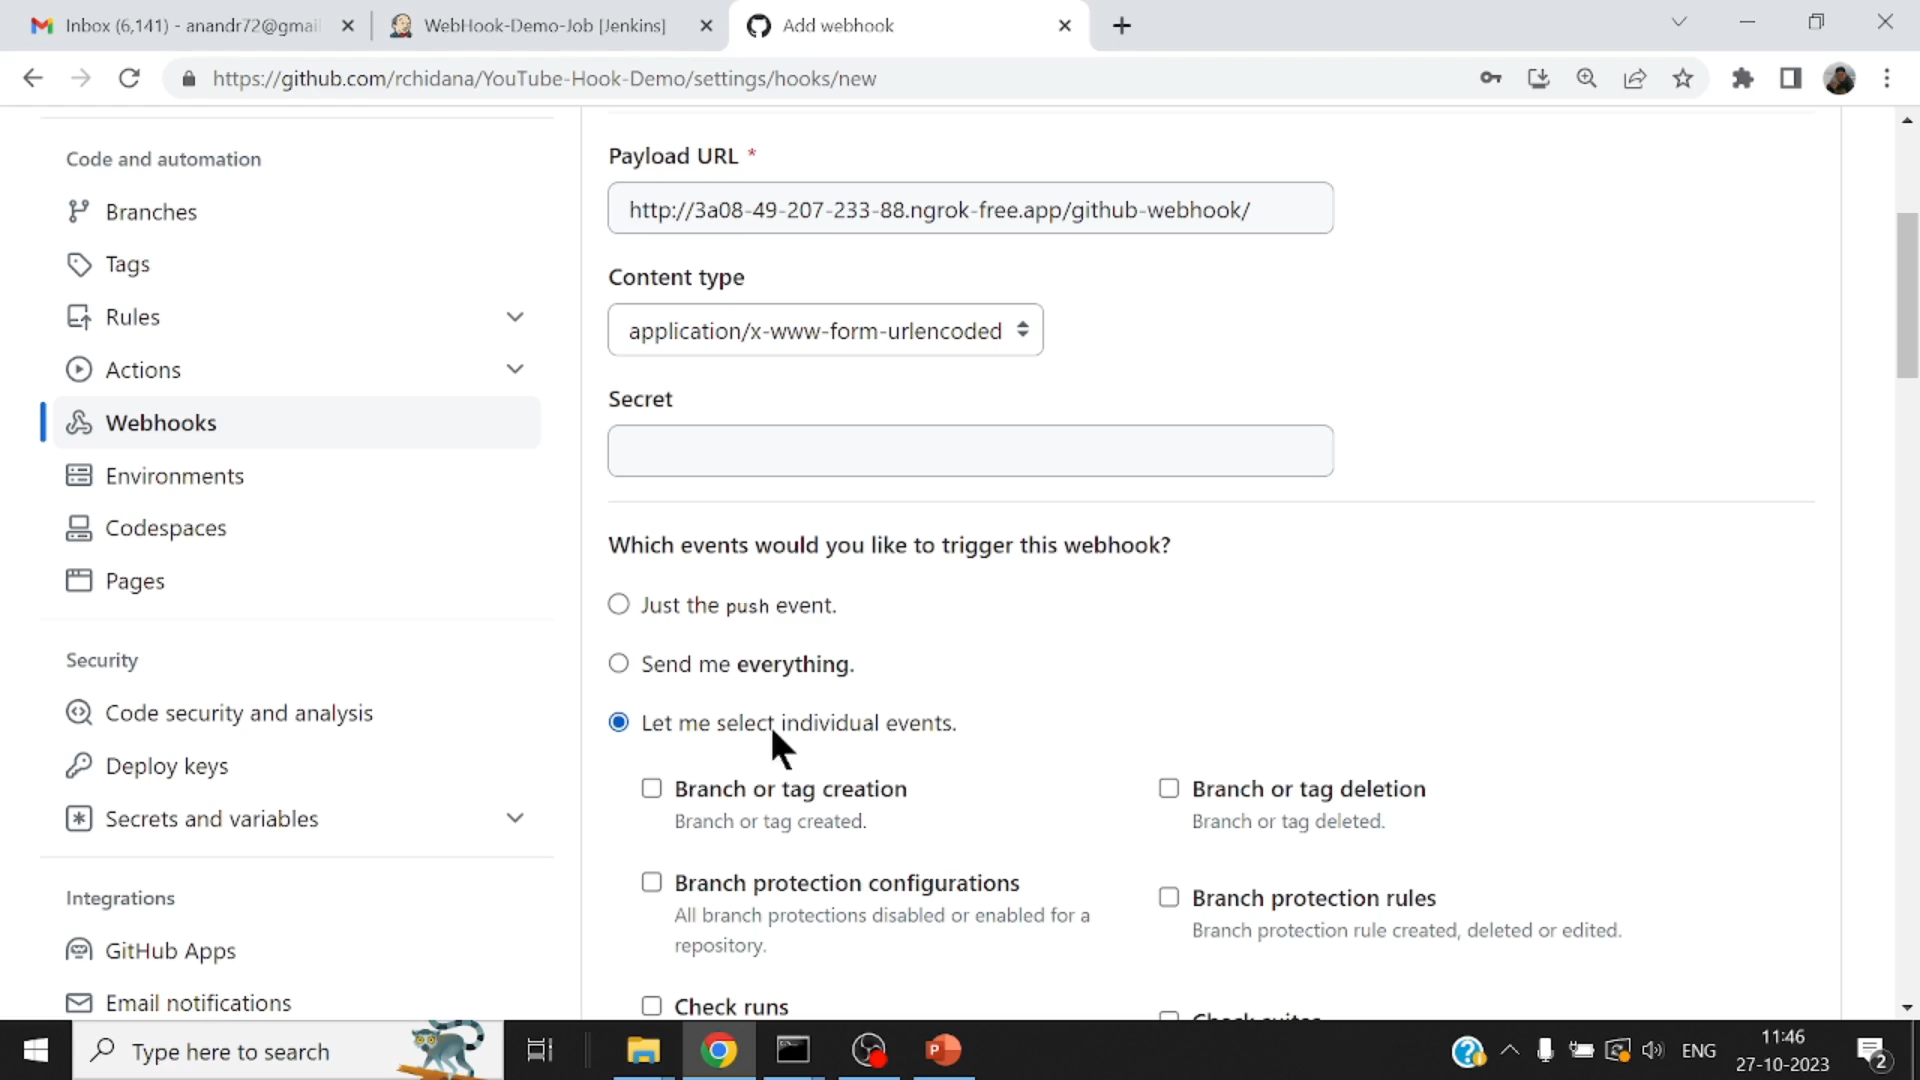 Inbox (6,141) - anandr72@gmail
WebHook-Demo-Job [Jenkins]
Add webhook
https://github.com/rchidana/YouTube-Hook-Demo/settings/hooks/new
Code and automation
Branches
Tags
Rules
Actions
Webhooks
Environments
Codespaces
Pages
Security
Code security and analysis
Deploy keys
Secrets and variables
Integrations
GitHub Apps
Email notifications
Payload URL *
http://3a08-49-207-233-88.ngrok-free.app/github-webhook/
Content type
application/x-www-form-urlencoded
Secret
Which events would you like to trigger this webhook?
Just the push event.
Send me everything.
Let me select individual events.
Branch or tag creation
Branch or tag created.
Branch or tag deletion
Branch or tag deleted.
Branch protection configurations
All branch protections disabled or enabled for a
repository.
Branch protection rules
Branch protection rule created, deleted or edited.
Check runs
Check suites
Type here to search
ENG
11:46
27-10-2023
2